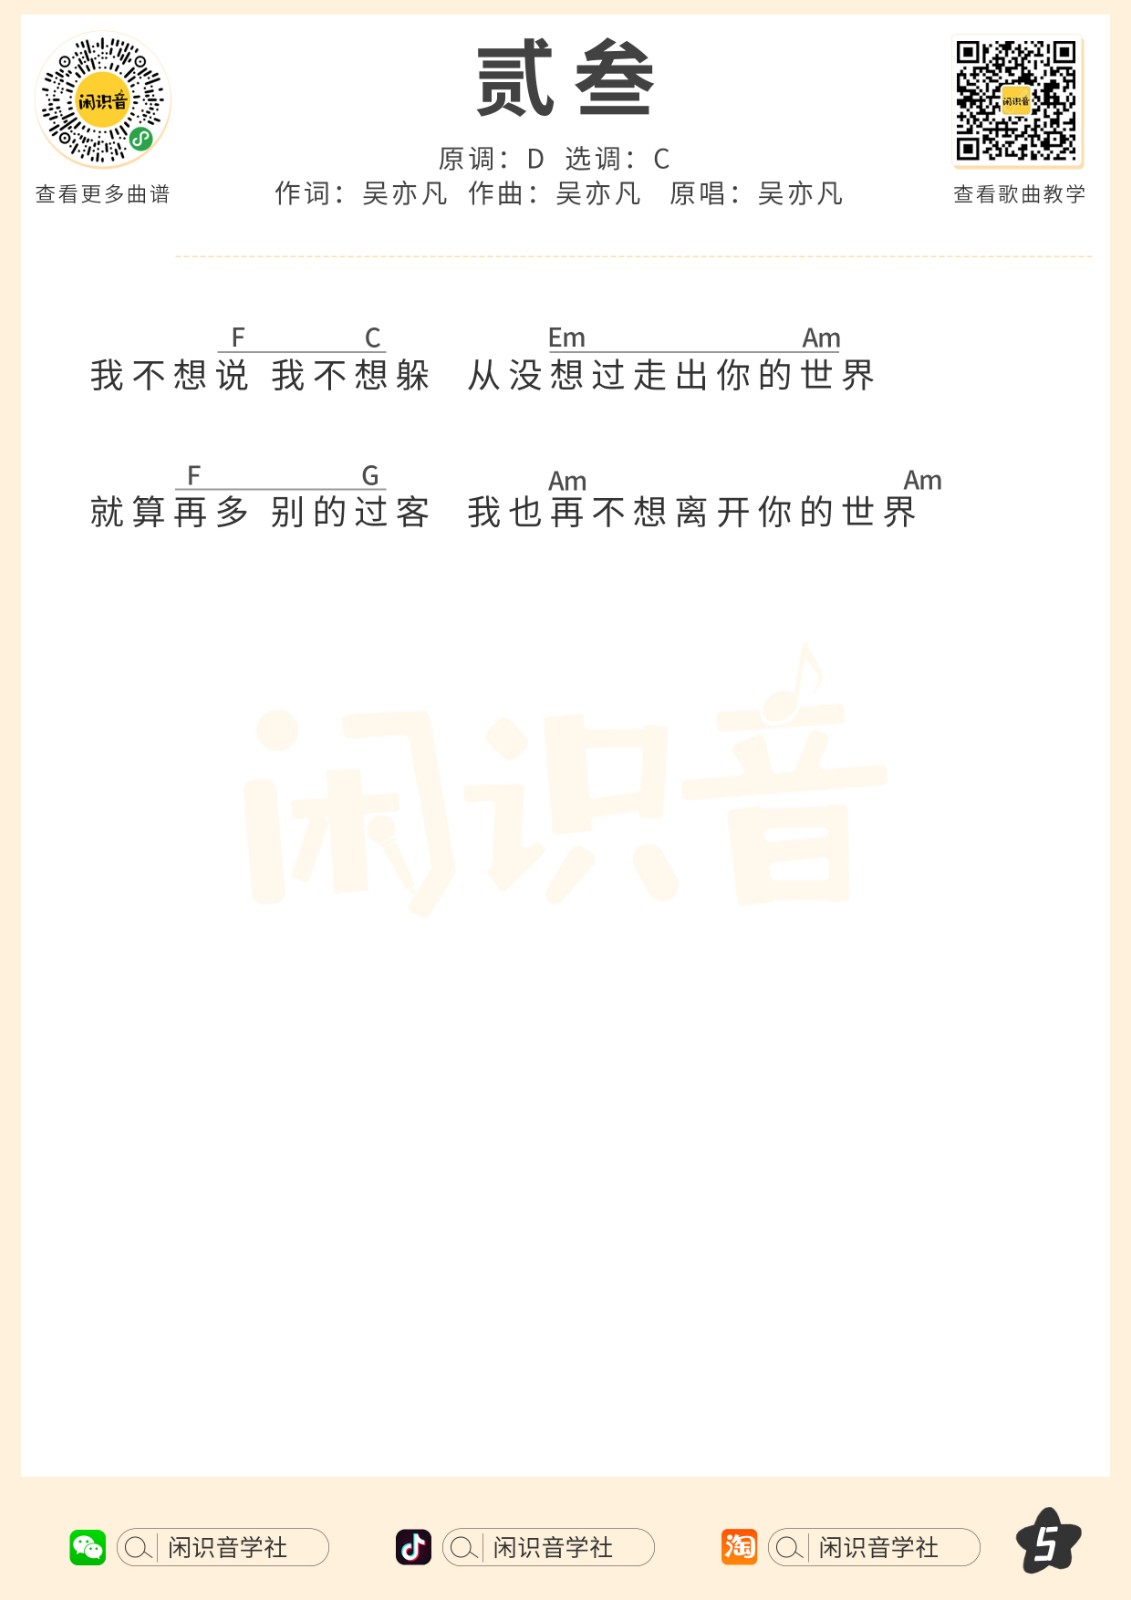 闲识音
查看更多曲谱
贰叁
原调：D 选调：C
作词：吴亦凡 作曲：吴亦凡 原唱：吴亦凡
闲识音
查看歌曲教学
F C Em Am
我不想说 我不想躲 从没想过走出你的世界
F G Am Am
就算再多 别的过客 我也再不想离开你的世界
闲识音
闲识音学社
闲识音学社
淘 闲识音学社
5